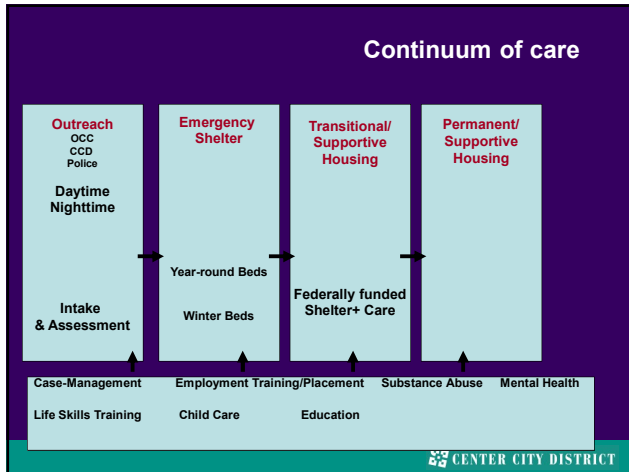 Continuum of care
Outreach
OCC
CCD
Police
Daytime
Nighttime
Intake
& Assessment
Emergency
Shelter
Year-round Beds
Winter Beds
Transitional/
Supportive
Housing
Federally funded
Shelter+ Care
Permanent/
Supportive
Housing
Case-Management Employment Training/Placement Substance Abuse Mental Health
Life Skills Training Child Care Education
CENTER CITY DISTRICT